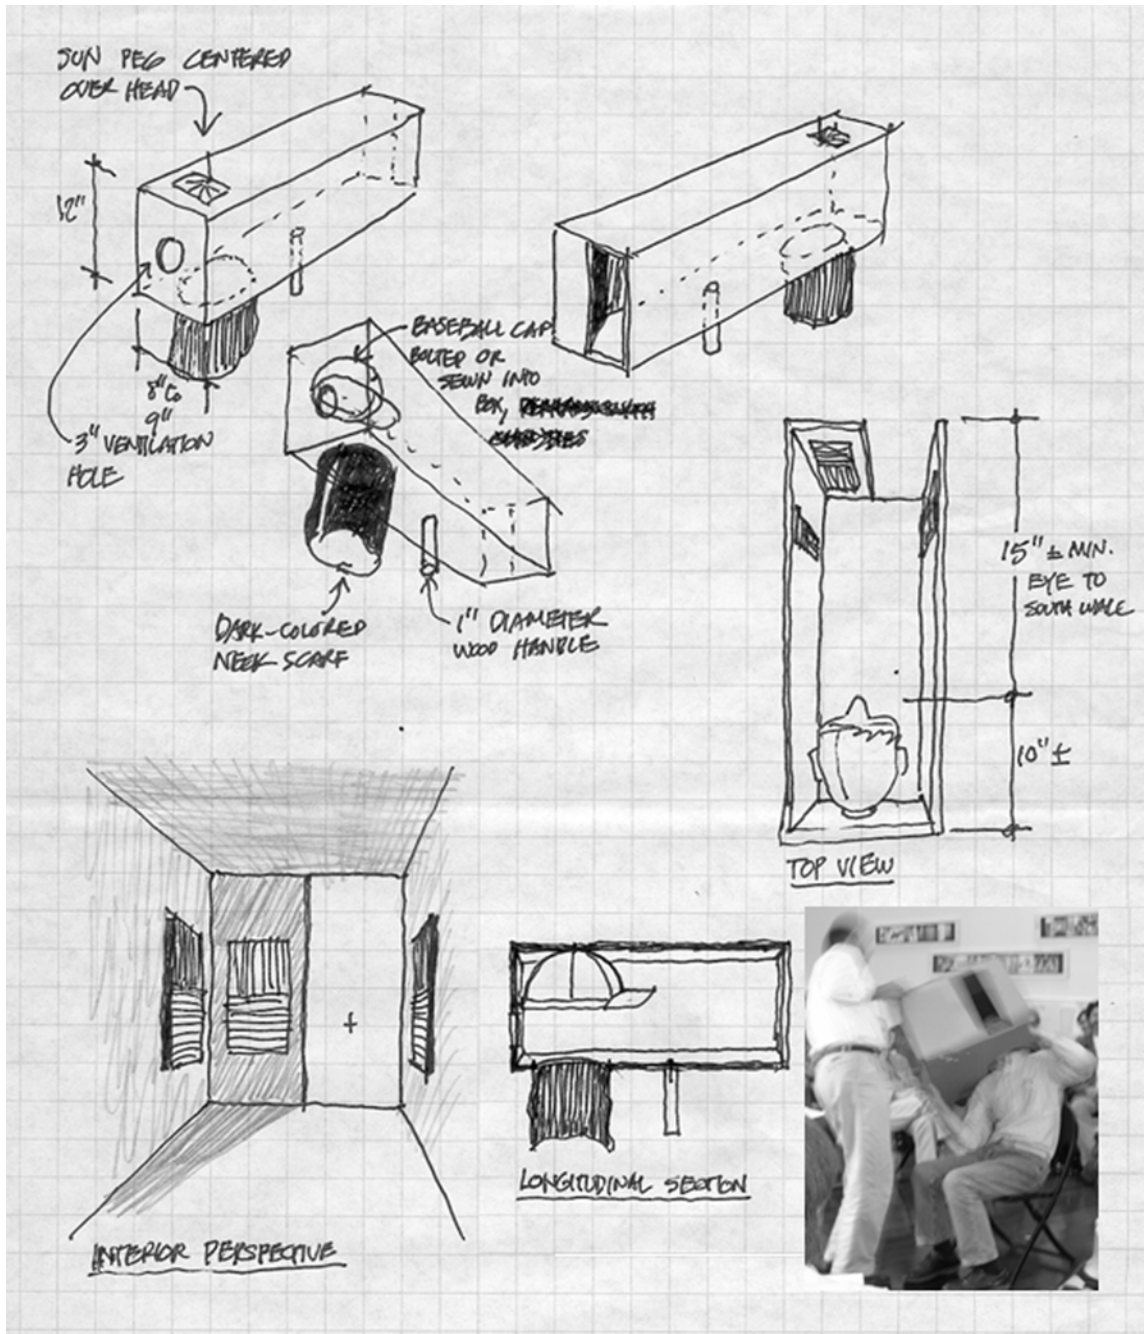 SUN PEG CENTERED
OVER HEAD
12"
8" to
9"
3" VENTILATION
HOLE
BASEBALL CAP
BOLTED OR
SEWN INTO
BOX,
DARK-COLORED
NECK SCARF
1" DIAMETER
WOOD HANDLE
15" ± MIN.
EYE TO
SOUTH WALL
10" ±
TOP VIEW
INTERIOR PERSPECTIVE
LONGITUDINAL SECTION